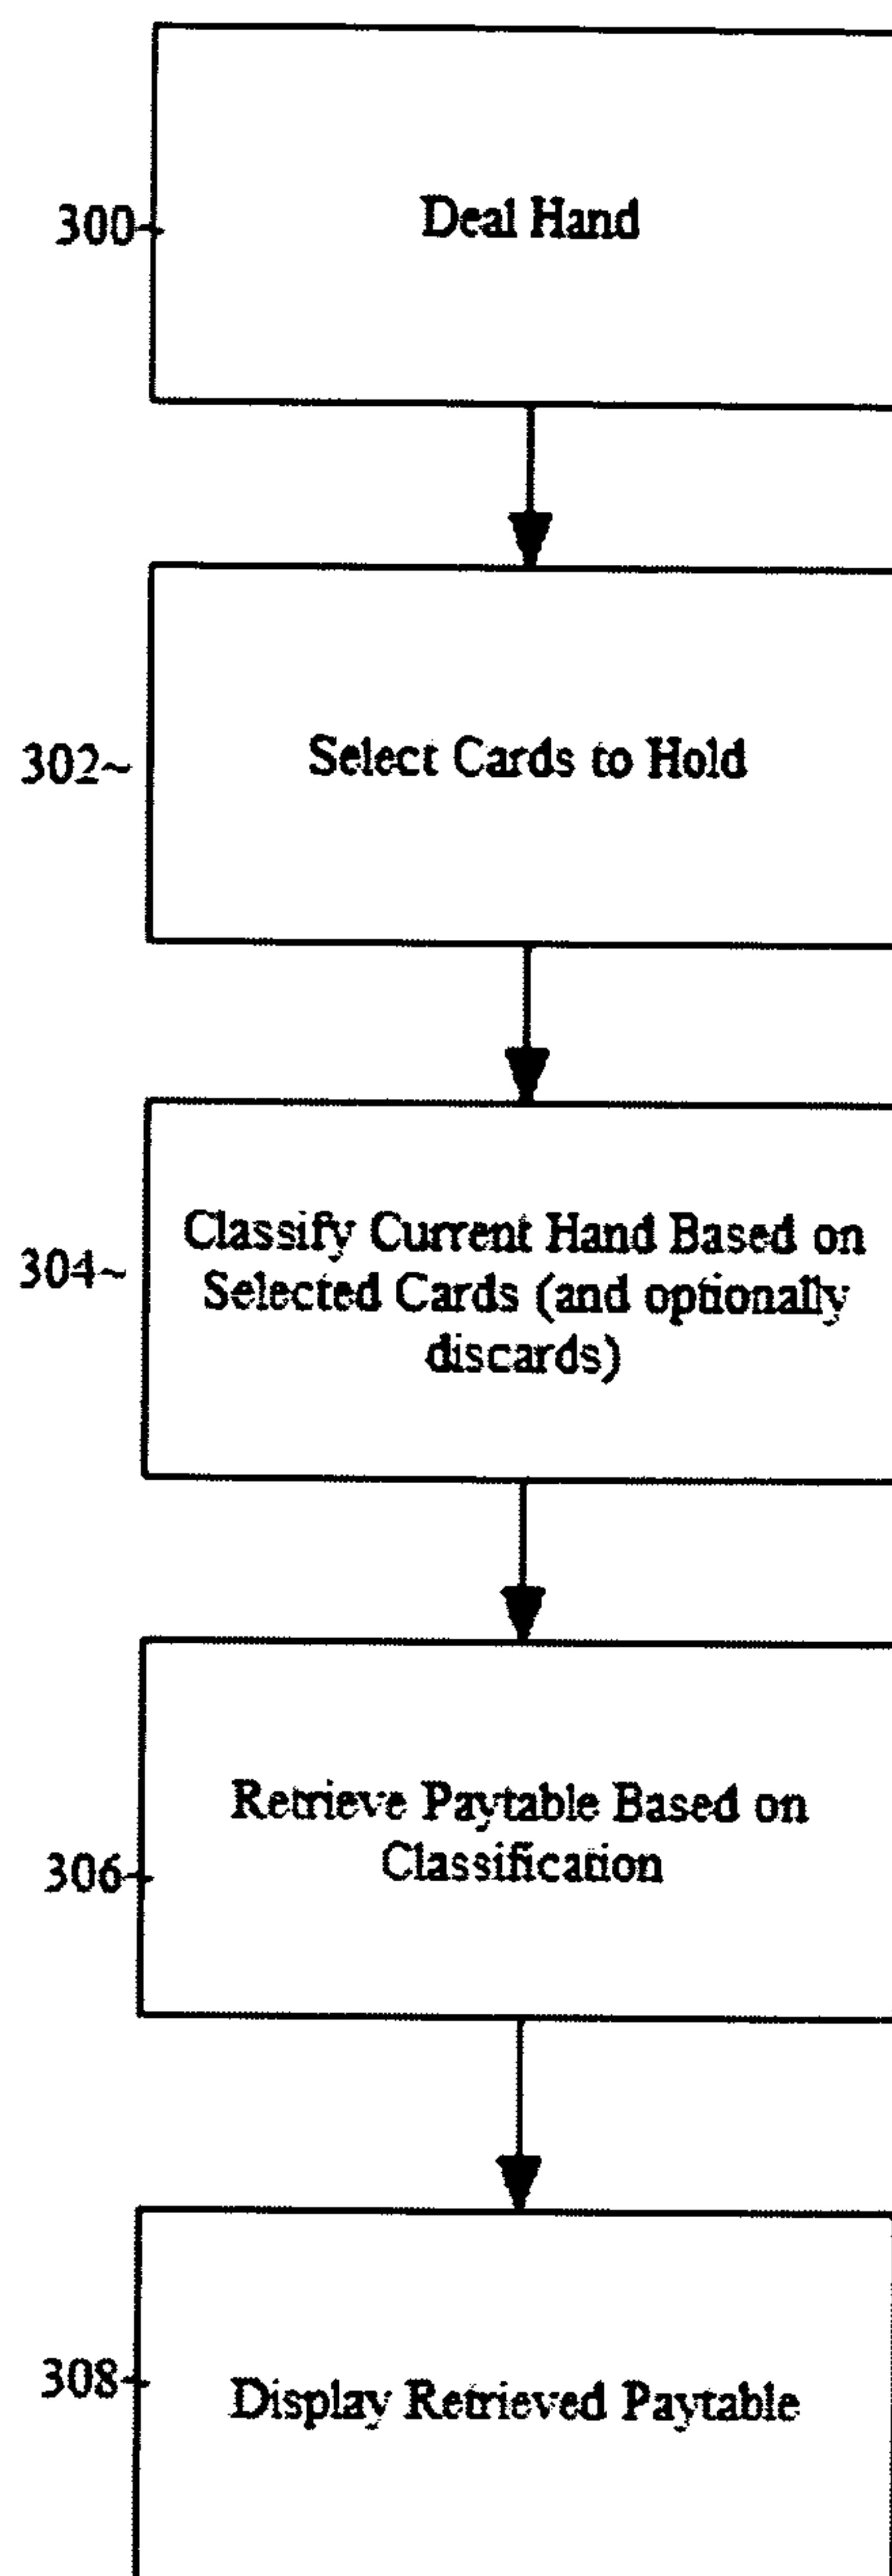 300~
Deal Hand
302~
Select Cards to Hold
304~
Classify Current Hand Based on
Selected Cards (and optionally
discards)
306~
Retrieve Paytable Based on
Classification
308~
Display Retrieved Paytable